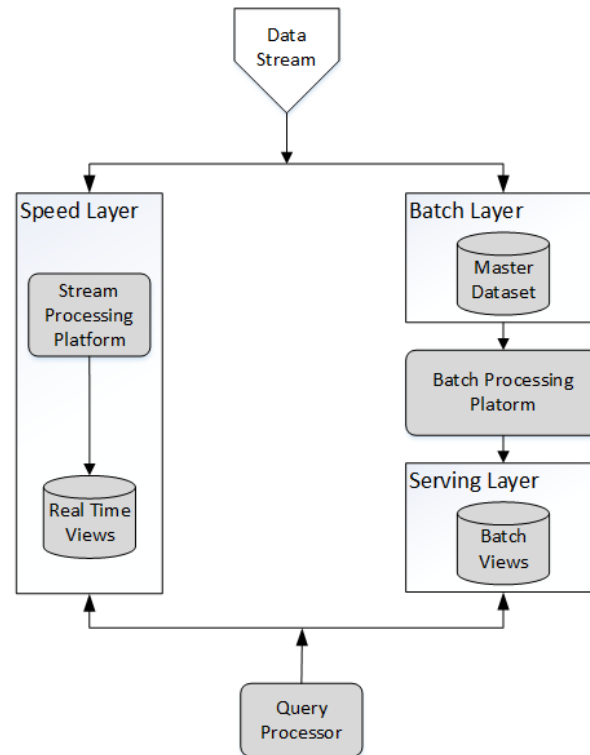 Data
Stream
Speed Layer
Stream
Processing
Platform
Real Time
Views
Batch Layer
Master
Dataset
Batch Processing
Platorm
Serving Layer
Batch
Views
Query
Processor